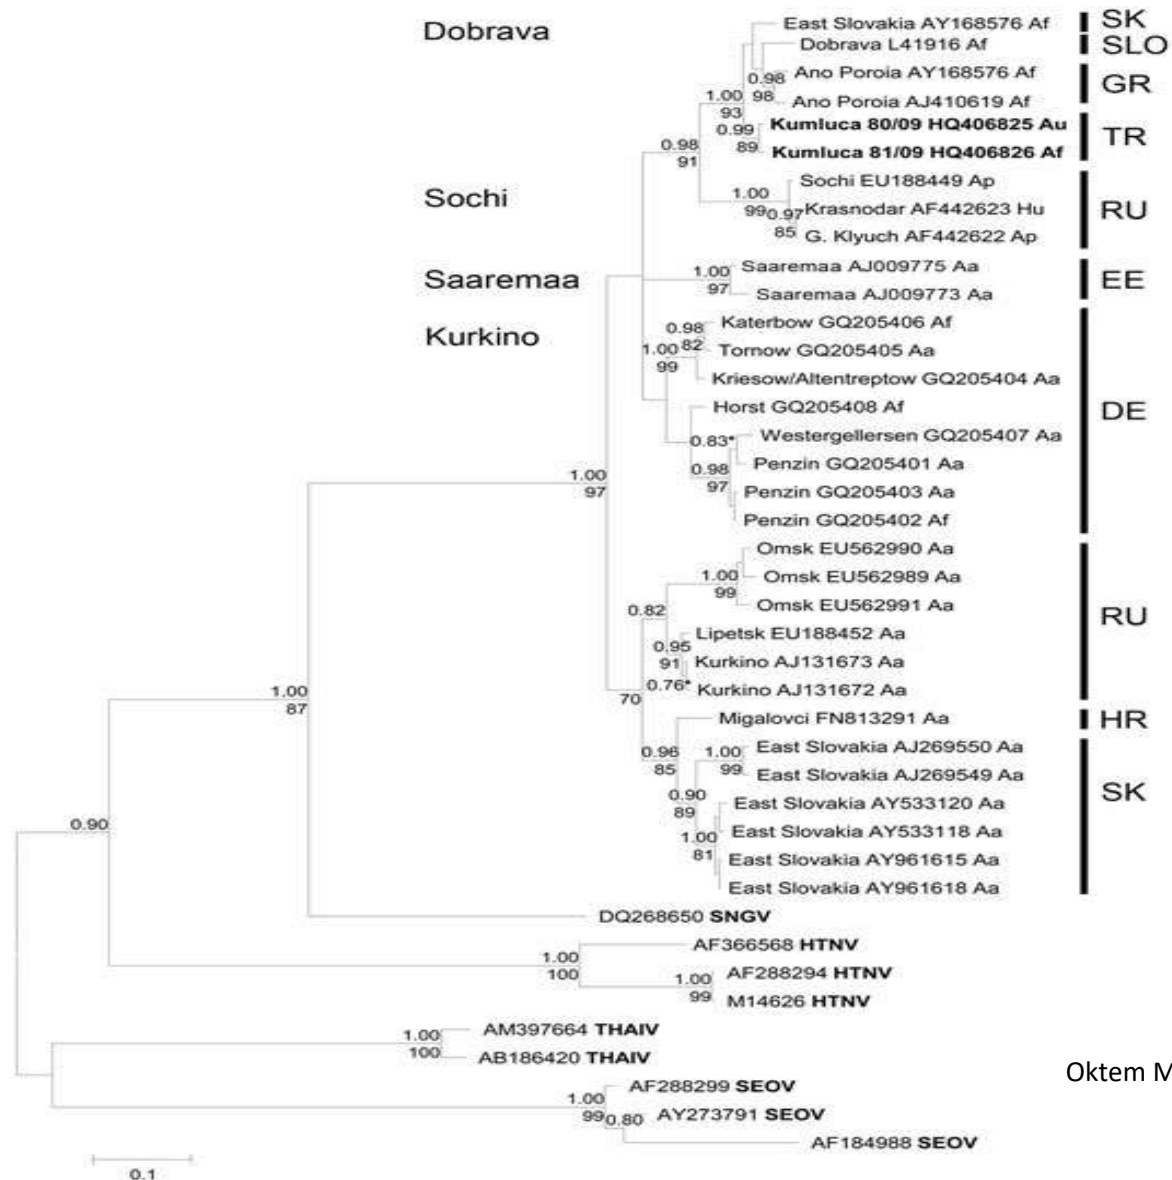 Dobrava
Sochi
Saaremaa
Kurkino
East Slovakia AY168576 Af
Dobrava L41916 Af
Ano Poroia AY168576 Af
Ano Poroia AJ410619 Af
Kumluca 80/09 HQ406825 Au
Kumluca 81/09 HQ406826 Af
Sochi EU188449 Ap
Krasnodar AF442623 Hu
G. Klyuch AF442622 Ap
Saaremaa AJ009775 Aa
Saaremaa AJ009773 Aa
Katerbow GQ205406 Af
Tornow GQ205405 Aa
Kriesow/Altentreptow GQ205404 Aa
Horst GQ205408 Af
Westergellersen GQ205407 Aa
Penzin GQ205401 Aa
Penzin GQ205403 Aa
Penzin GQ205402 Af
Omsk EU562990 Aa
Omsk EU562989 Aa
Omsk EU562991 Aa
Lipetsk EU188452 Aa
Kurkino AJ131673 Aa
Kurkino AJ131672 Aa
Migalovci FN813291 Aa
East Slovakia AJ269550 Aa
East Slovakia AJ269549 Aa
East Slovakia AY533120 Aa
East Slovakia AY533118 Aa
East Slovakia AY961615 Aa
East Slovakia AY961618 Aa
DQ268650 SNGV
AF366568 HTNV
AF288294 HTNV
M14626 HTNV
AM397664 THAIV
AB186420 THAIV
AF288299 SEOV
AY273791 SEOV
AF184988 SEOV
SK
SLO
GR
TR
RU
EE
DE
RU
HR
SK
0.98
98
1.00
93
0.99
89
0.98
91
1.00
99
0.97
85
1.00
97
0.98
82
1.00
99
0.83*
0.98
97
1.00
97
1.00
99
0.82
0.95
91
0.76*
70
0.96
85
1.00
99
0.90
89
1.00
81
1.00
87
0.90
1.00
100
1.00
99
1.00
100
1.00
99
0.80
0.1
Oktem M